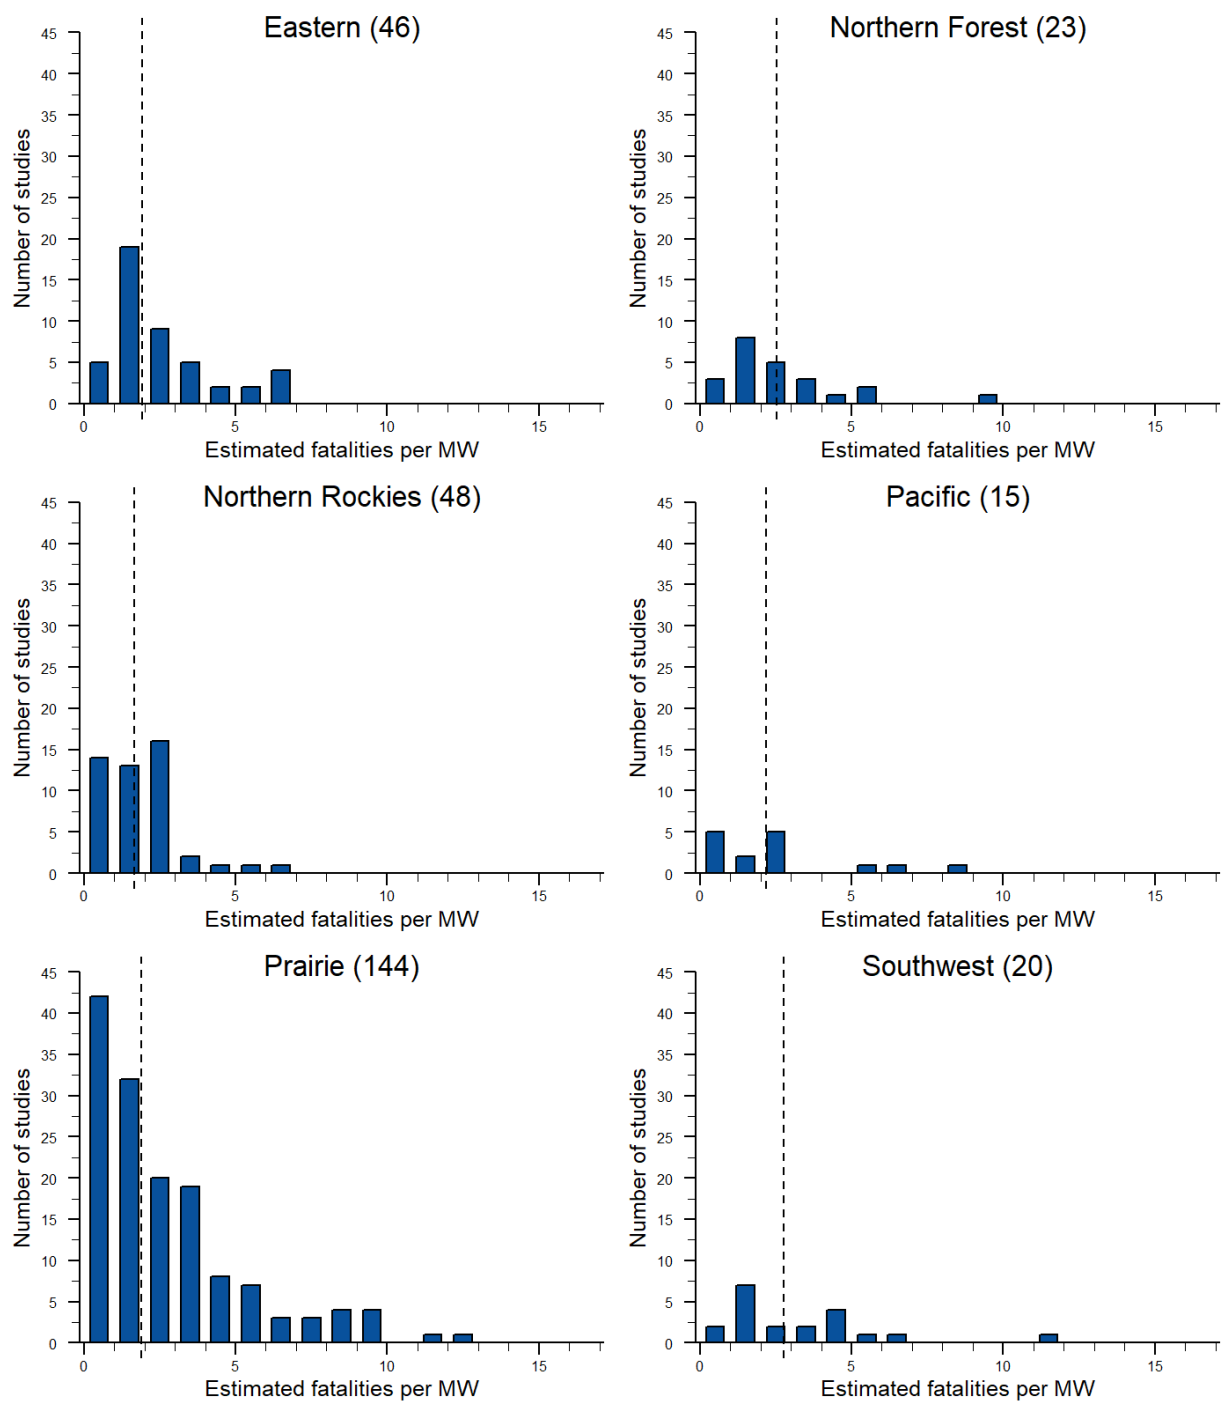 Eastern (46)
45
40
35
30
25
20
15
10
5
0
Number of studies
0 5 10 15
Estimated fatalities per MW
Northern Forest (23)
45
40
35
30
25
20
15
10
5
0
Number of studies
0 5 10 15
Estimated fatalities per MW
Northern Rockies (48)
45
40
35
30
25
20
15
10
5
0
Number of studies
0 5 10 15
Estimated fatalities per MW
Pacific (15)
45
40
35
30
25
20
15
10
5
0
Number of studies
0 5 10 15
Estimated fatalities per MW
Prairie (144)
45
40
35
30
25
20
15
10
5
0
Number of studies
0 5 10 15
Estimated fatalities per MW
Southwest (20)
45
40
35
30
25
20
15
10
5
0
Number of studies
0 5 10 15
Estimated fatalities per MW